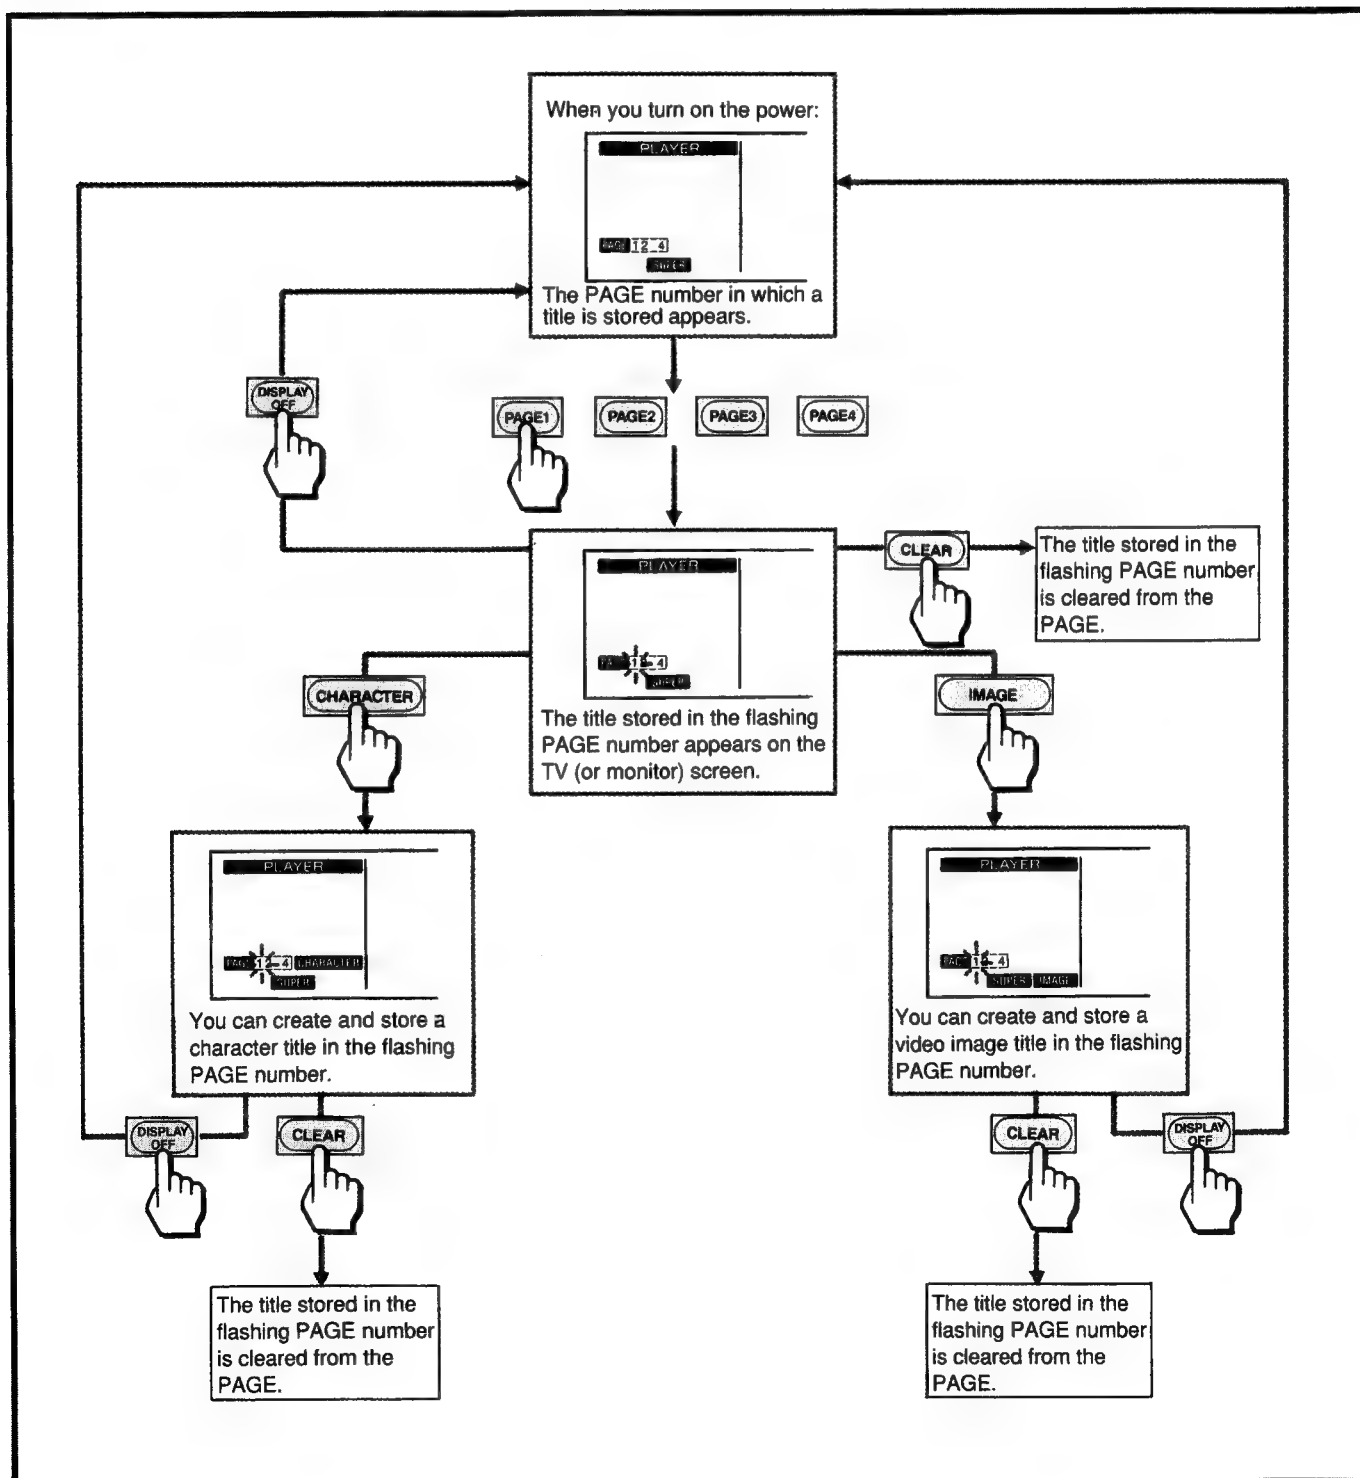 When you turn on the power:
PLAYER
PAGE 12_4
SUPER
The PAGE number in which a
title is stored appears.
DISPLAY
OFF
PAGE1 PAGE2 PAGE3 PAGE4
CLEAR
The title stored in the
flashing PAGE number
is cleared from the
PAGE.
PLAYER
4
SUPER
The title stored in the flashing
PAGE number appears on the
TV (or monitor) screen.
CHARACTER
IMAGE
PLAYER
4 CHARACTER
SUPER
You can create and store a
character title in the flashing
PAGE number.
PLAYER
4
SUPER IMAGE
You can create and store a
video image title in the flashing
PAGE number.
DISPLAY
OFF
CLEAR
CLEAR
DISPLAY
OFF
The title stored in the
flashing PAGE number
is cleared from the
PAGE.
The title stored in the
flashing PAGE number
is cleared from the
PAGE.